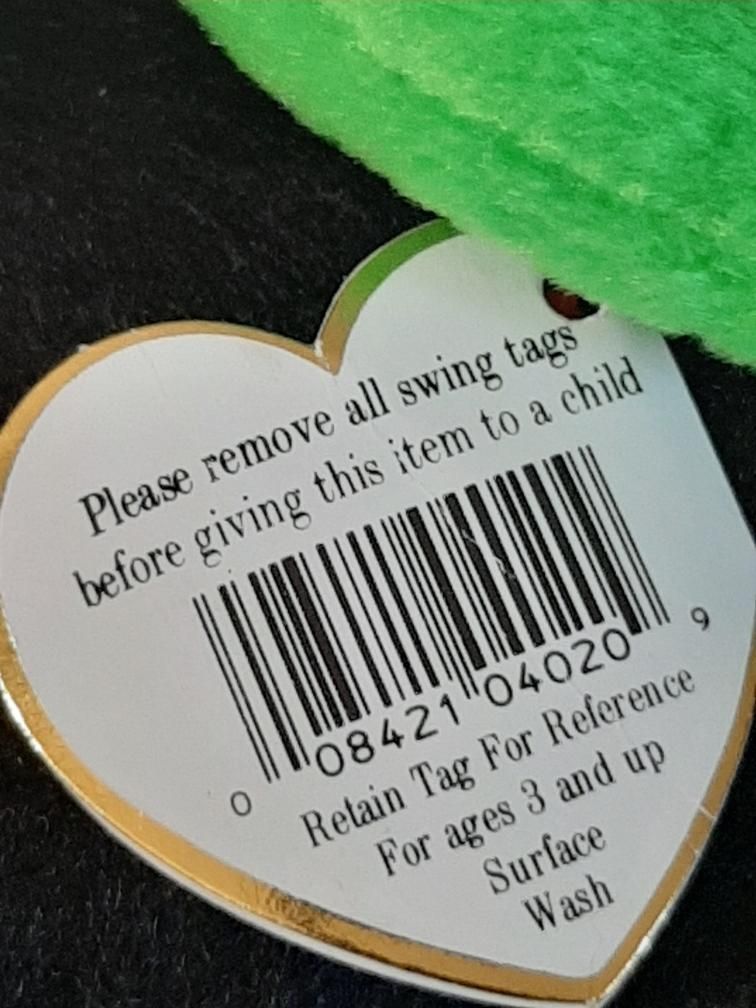 Please remove all swing tags
before giving this item to a child
0 08421 04020 9
Retain Tag For Reference
For ages 3 and up
Surface
Wash